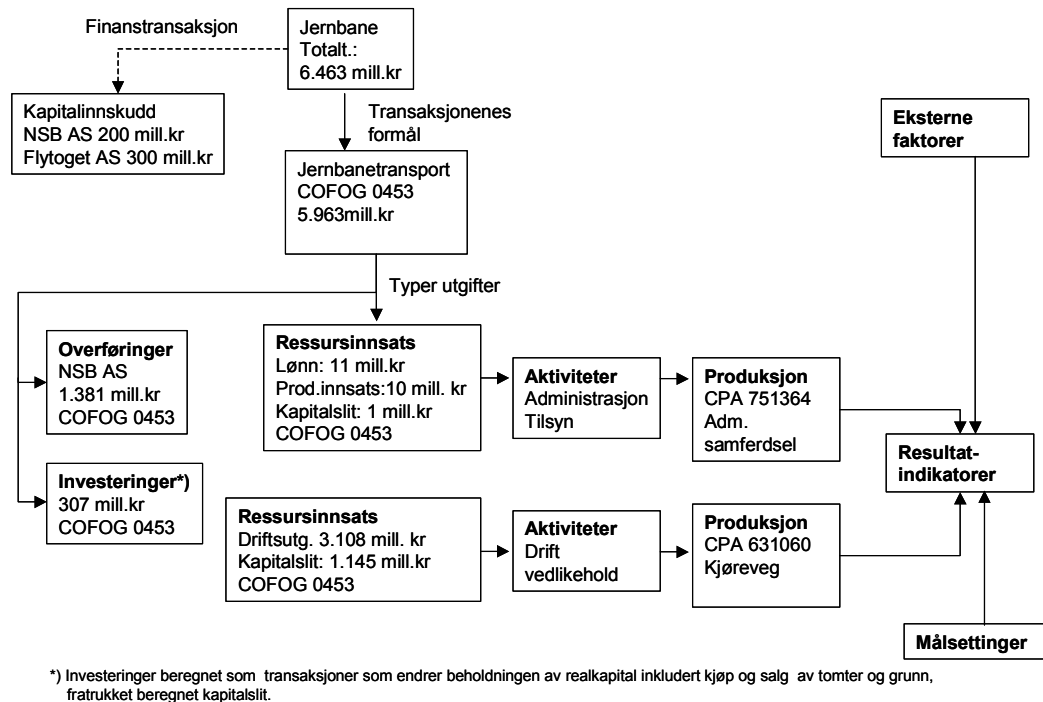 Finanstransaksjon
Jernbane
Totalt.:
6.463 mill.kr
Kapitalinnskudd
NSB AS 200 mill.kr
Flytoget AS 300 mill.kr
Transaksjonenes
formål
Eksterne
faktorer
Jernbanetransport
COFOG 0453
5.963mill.kr
Typer utgifter
Overføringer
NSB AS
1.381 mill.kr
COFOG 0453
Ressursinnsats
Lønn: 11 mill.kr
Prod.innsats:10 mill. kr
Kapitalslit: 1 mill.kr
COFOG 0453
Aktiviteter
Administrasjon
Tilsyn
Produksjon
CPA 751364
Adm.
samferdsel
Resultat-
indikatorer
Investeringer*)
307 mill.kr
COFOG 0453
Ressursinnsats
Driftsutg. 3.108 mill. kr
Kapitalslit: 1.145 mill.kr
COFOG 0453
Aktiviteter
Drift
vedlikehold
Produksjon
CPA 631060
Kjøreveg
Målsettinger
*) Investeringer beregnet som transaksjoner som endrer beholdningen av realkapital inkludert kjøp og salg av tomter og grunn,
fratrukket beregnet kapitalslit.